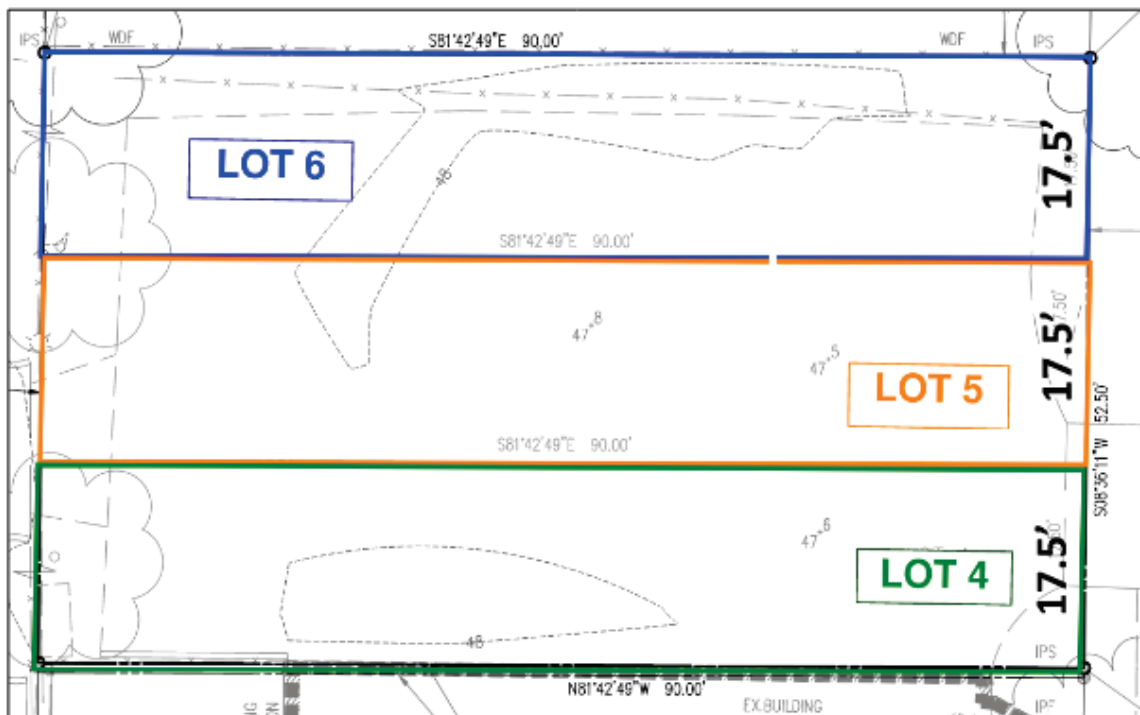 IPS
WDF
S81°42'49"E 90.00'
WDF
IPS
LOT 6
17.5'
48
S81°42'49"E 90.00'
47+8
17.5'
47+5
LOT 5
S08°36'11"W 52.50'
S81°42'49"E 90.00'
47+6
17.5'
LOT 4
48
IPS
N81°42'49"W 90.00'
EX.BUILDING
IPF